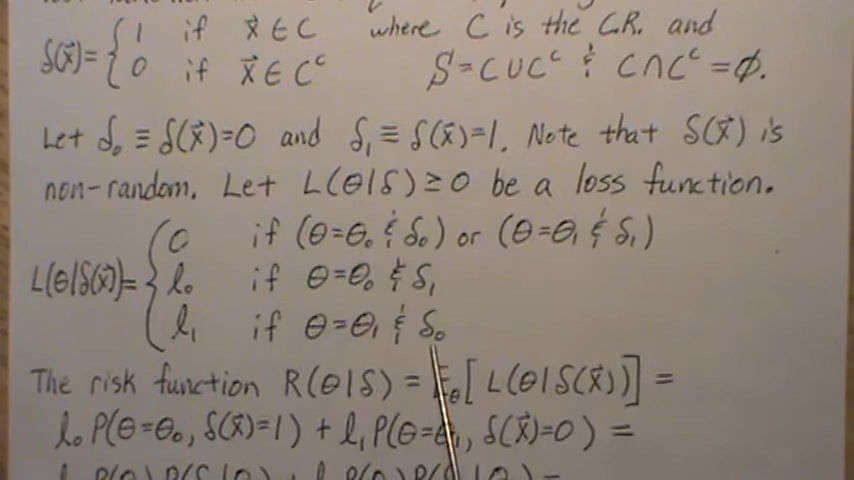 δ(x⃗) = { 1 if x⃗ ∈ C where C is the C.R. and
0 if x⃗ ∈ Cᶜ S = C ∪ Cᶜ & C ∩ Cᶜ = Ø.
Let δ₀ ≡ δ(x⃗)=0 and δ₁ ≡ δ(x⃗)=1. Note that δ(x⃗) is
non-random. Let L(θ|δ) ≥ 0 be a loss function.
L(θ|δ(x⃗)) = { 0 if (θ=θ₀ & δ₀) or (θ=θ₁ & δ₁)
l₀ if θ=θ₀ & δ₁
l₁ if θ=θ₁ & δ₀
The risk function R(θ|δ) = E_θ[L(θ|δ(x⃗))] =
l₀ P(θ=θ₀, δ(x⃗)=1) + l₁ P(θ=θ₁, δ(x⃗)=0) =